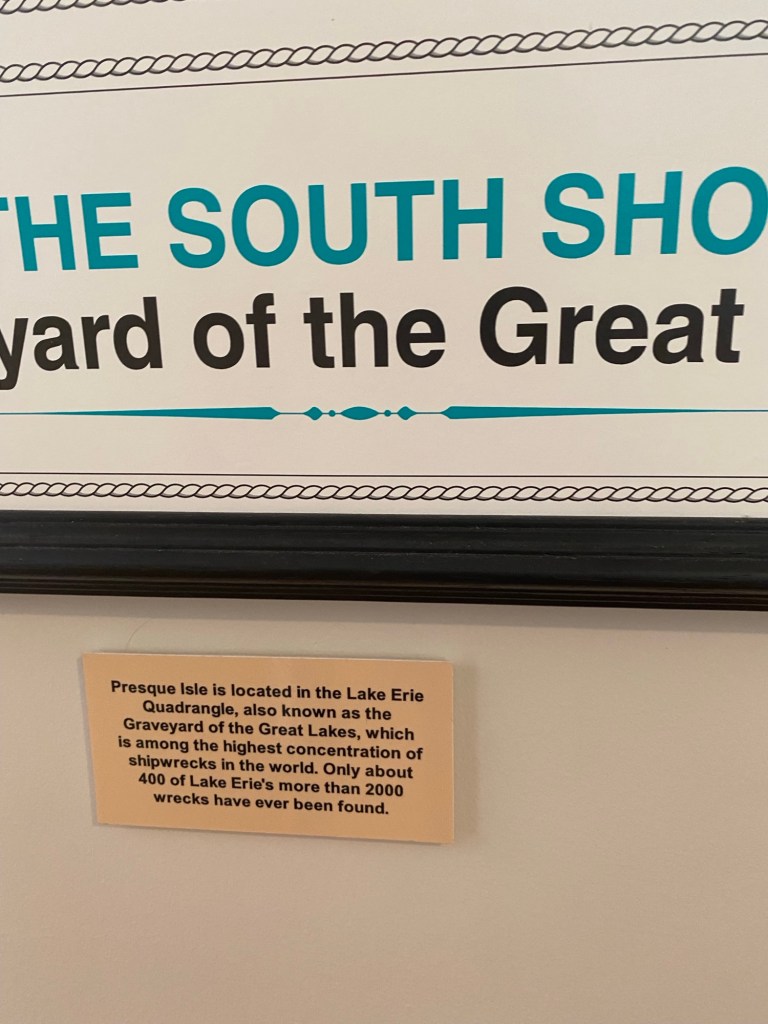 THE SOUTH SHO
yard of the Great
Presque Isle is located in the Lake Erie
Quadrangle, also known as the
Graveyard of the Great Lakes, which
is among the highest concentration of
shipwrecks in the world. Only about
400 of Lake Erie's more than 2000
wrecks have ever been found.